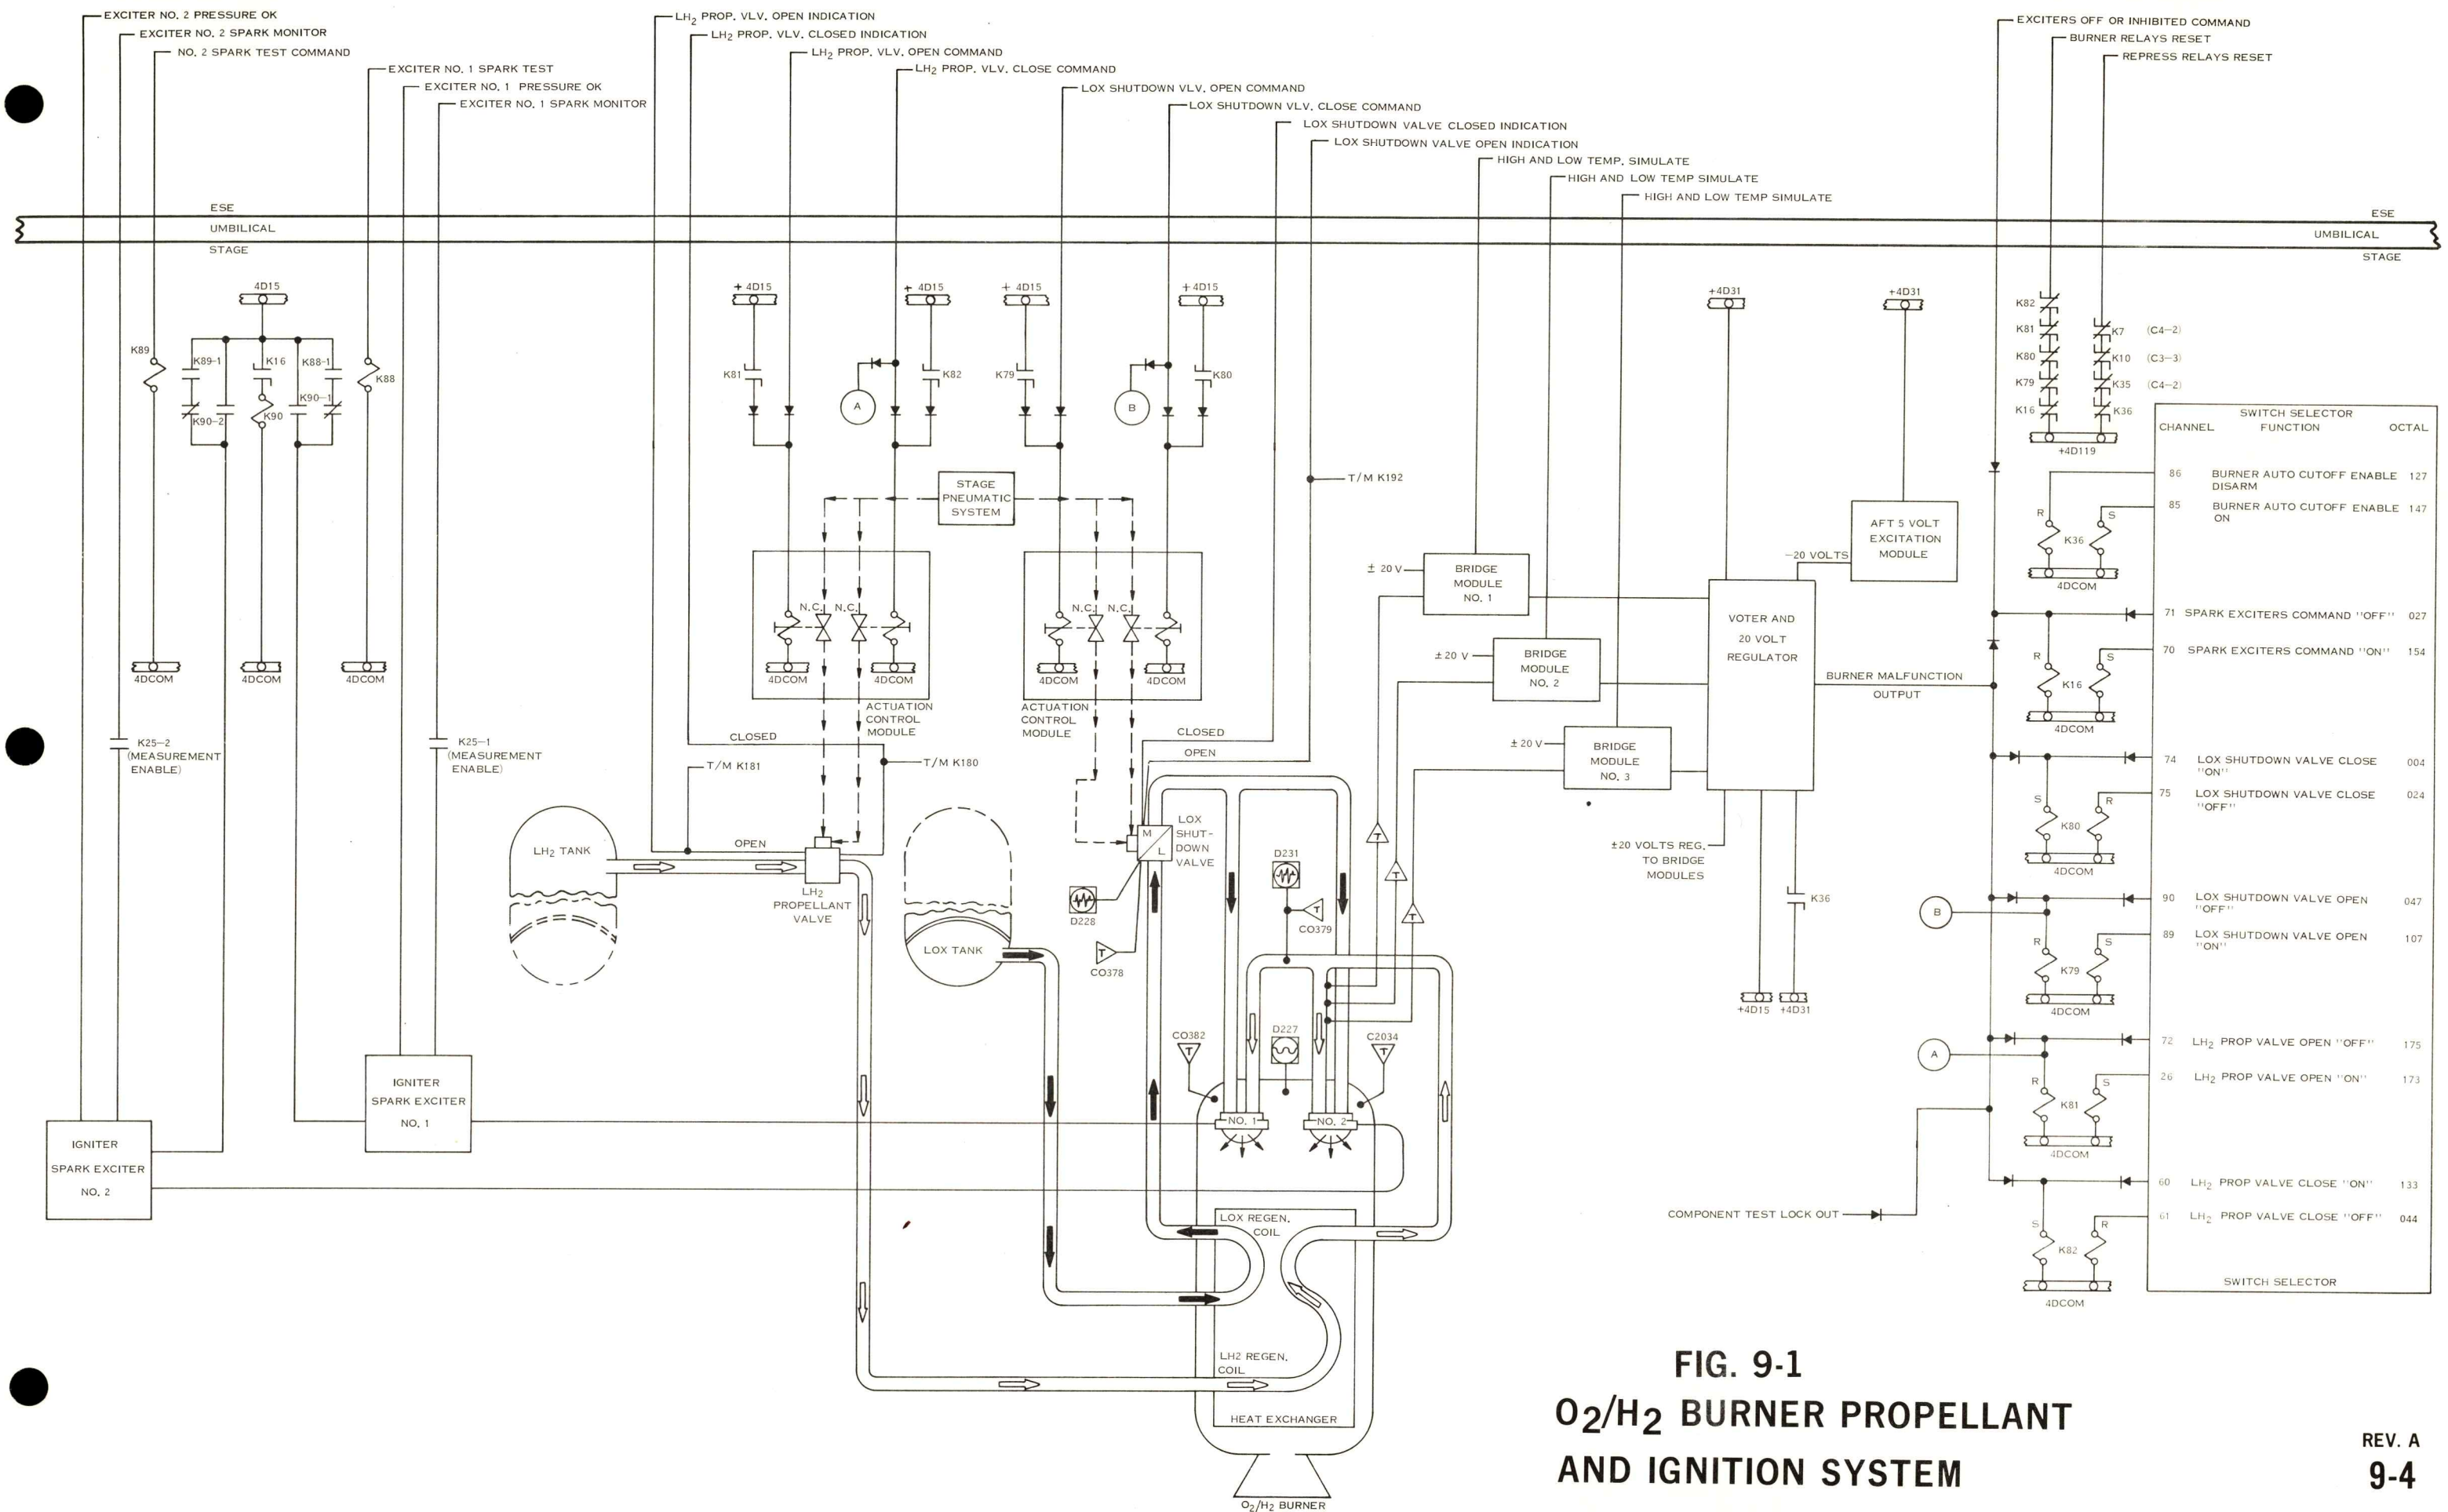 EXCITER NO. 2 PRESSURE OK
EXCITER NO. 2 SPARK MONITOR
NO. 2 SPARK TEST COMMAND
EXCITER NO. 1 SPARK TEST
EXCITER NO. 1 PRESSURE OK
EXCITER NO. 1 SPARK MONITOR
LH2 PROP. VLV. OPEN INDICATION
LH2 PROP. VLV. CLOSED INDICATION
LH2 PROP. VLV. OPEN COMMAND
LH2 PROP. VLV. CLOSE COMMAND
LOX SHUTDOWN VLV. OPEN COMMAND
LOX SHUTDOWN VLV. CLOSE COMMAND
LOX SHUTDOWN VALVE CLOSED INDICATION
LOX SHUTDOWN VALVE OPEN INDICATION
HIGH AND LOW TEMP. SIMULATE
HIGH AND LOW TEMP SIMULATE
HIGH AND LOW TEMP SIMULATE
EXCITERS OFF OR INHIBITED COMMAND
BURNER RELAYS RESET
REPRESS RELAYS RESET
ESE
UMBILICAL
STAGE
ESE
UMBILICAL
STAGE
4D15
K89
K89-1
K16
K88-1
K88
K90-2
K90
K90-1
4DCOM
4DCOM
4DCOM
K25-2
(MEASUREMENT
ENABLE)
K25-1
(MEASUREMENT
ENABLE)
IGNITER
SPARK EXCITER
NO. 1
IGNITER
SPARK EXCITER
NO. 2
+ 4D15
+ 4D15
+ 4D15
+ 4D15
K81
A
K82
K79
B
K80
STAGE
PNEUMATIC
SYSTEM
N.C.
N.C.
4DCOM
4DCOM
ACTUATION
CONTROL
MODULE
N.C.
N.C.
4DCOM
4DCOM
ACTUATION
CONTROL
MODULE
CLOSED
T/M K181
T/M K180
OPEN
LH2 TANK
LH2
PROPELLANT
VALVE
LOX TANK
T/M K192
CLOSED
OPEN
M
L
LOX
SHUT-
DOWN
VALVE
D228
T
CO378
D231
T
CO379
T
T
T
CO382
T
D227
C2034
T
NO. 1
NO. 2
LOX REGEN.
COIL
LH2 REGEN.
COIL
HEAT EXCHANGER
O2/H2 BURNER
± 20 V
BRIDGE
MODULE
NO. 1
±20 V
BRIDGE
MODULE
NO. 2
± 20 V
BRIDGE
MODULE
NO. 3
+4D31
+4D31
AFT 5 VOLT
EXCITATION
MODULE
-20 VOLTS
VOTER AND
20 VOLT
REGULATOR
BURNER MALFUNCTION
OUTPUT
±20 VOLTS REG.
TO BRIDGE
MODULES
K36
+4D15
+4D31
K82
K81
K80
K79
K16
K7 (C4-2)
K10 (C3-3)
K35 (C4-2)
K36
+4D119
SWITCH SELECTOR
CHANNEL FUNCTION OCTAL
86 BURNER AUTO CUTOFF ENABLE 127
DISARM
85 BURNER AUTO CUTOFF ENABLE 147
ON
R
K36
S
4DCOM
71 SPARK EXCITERS COMMAND "OFF" 027
70 SPARK EXCITERS COMMAND "ON" 154
R
K16
S
4DCOM
74 LOX SHUTDOWN VALVE CLOSE 004
"ON"
75 LOX SHUTDOWN VALVE CLOSE 024
"OFF"
S
K80
R
4DCOM
90 LOX SHUTDOWN VALVE OPEN 047
"OFF"
B
89 LOX SHUTDOWN VALVE OPEN 107
"ON"
R
K79
S
4DCOM
72 LH2 PROP VALVE OPEN "OFF" 175
A
26 LH2 PROP VALVE OPEN "ON" 173
R
K81
S
4DCOM
60 LH2 PROP VALVE CLOSE "ON" 133
COMPONENT TEST LOCK OUT
61 LH2 PROP VALVE CLOSE "OFF" 044
S
K82
R
4DCOM
SWITCH SELECTOR
FIG. 9-1
O2/H2 BURNER PROPELLANT
AND IGNITION SYSTEM
REV. A
9-4